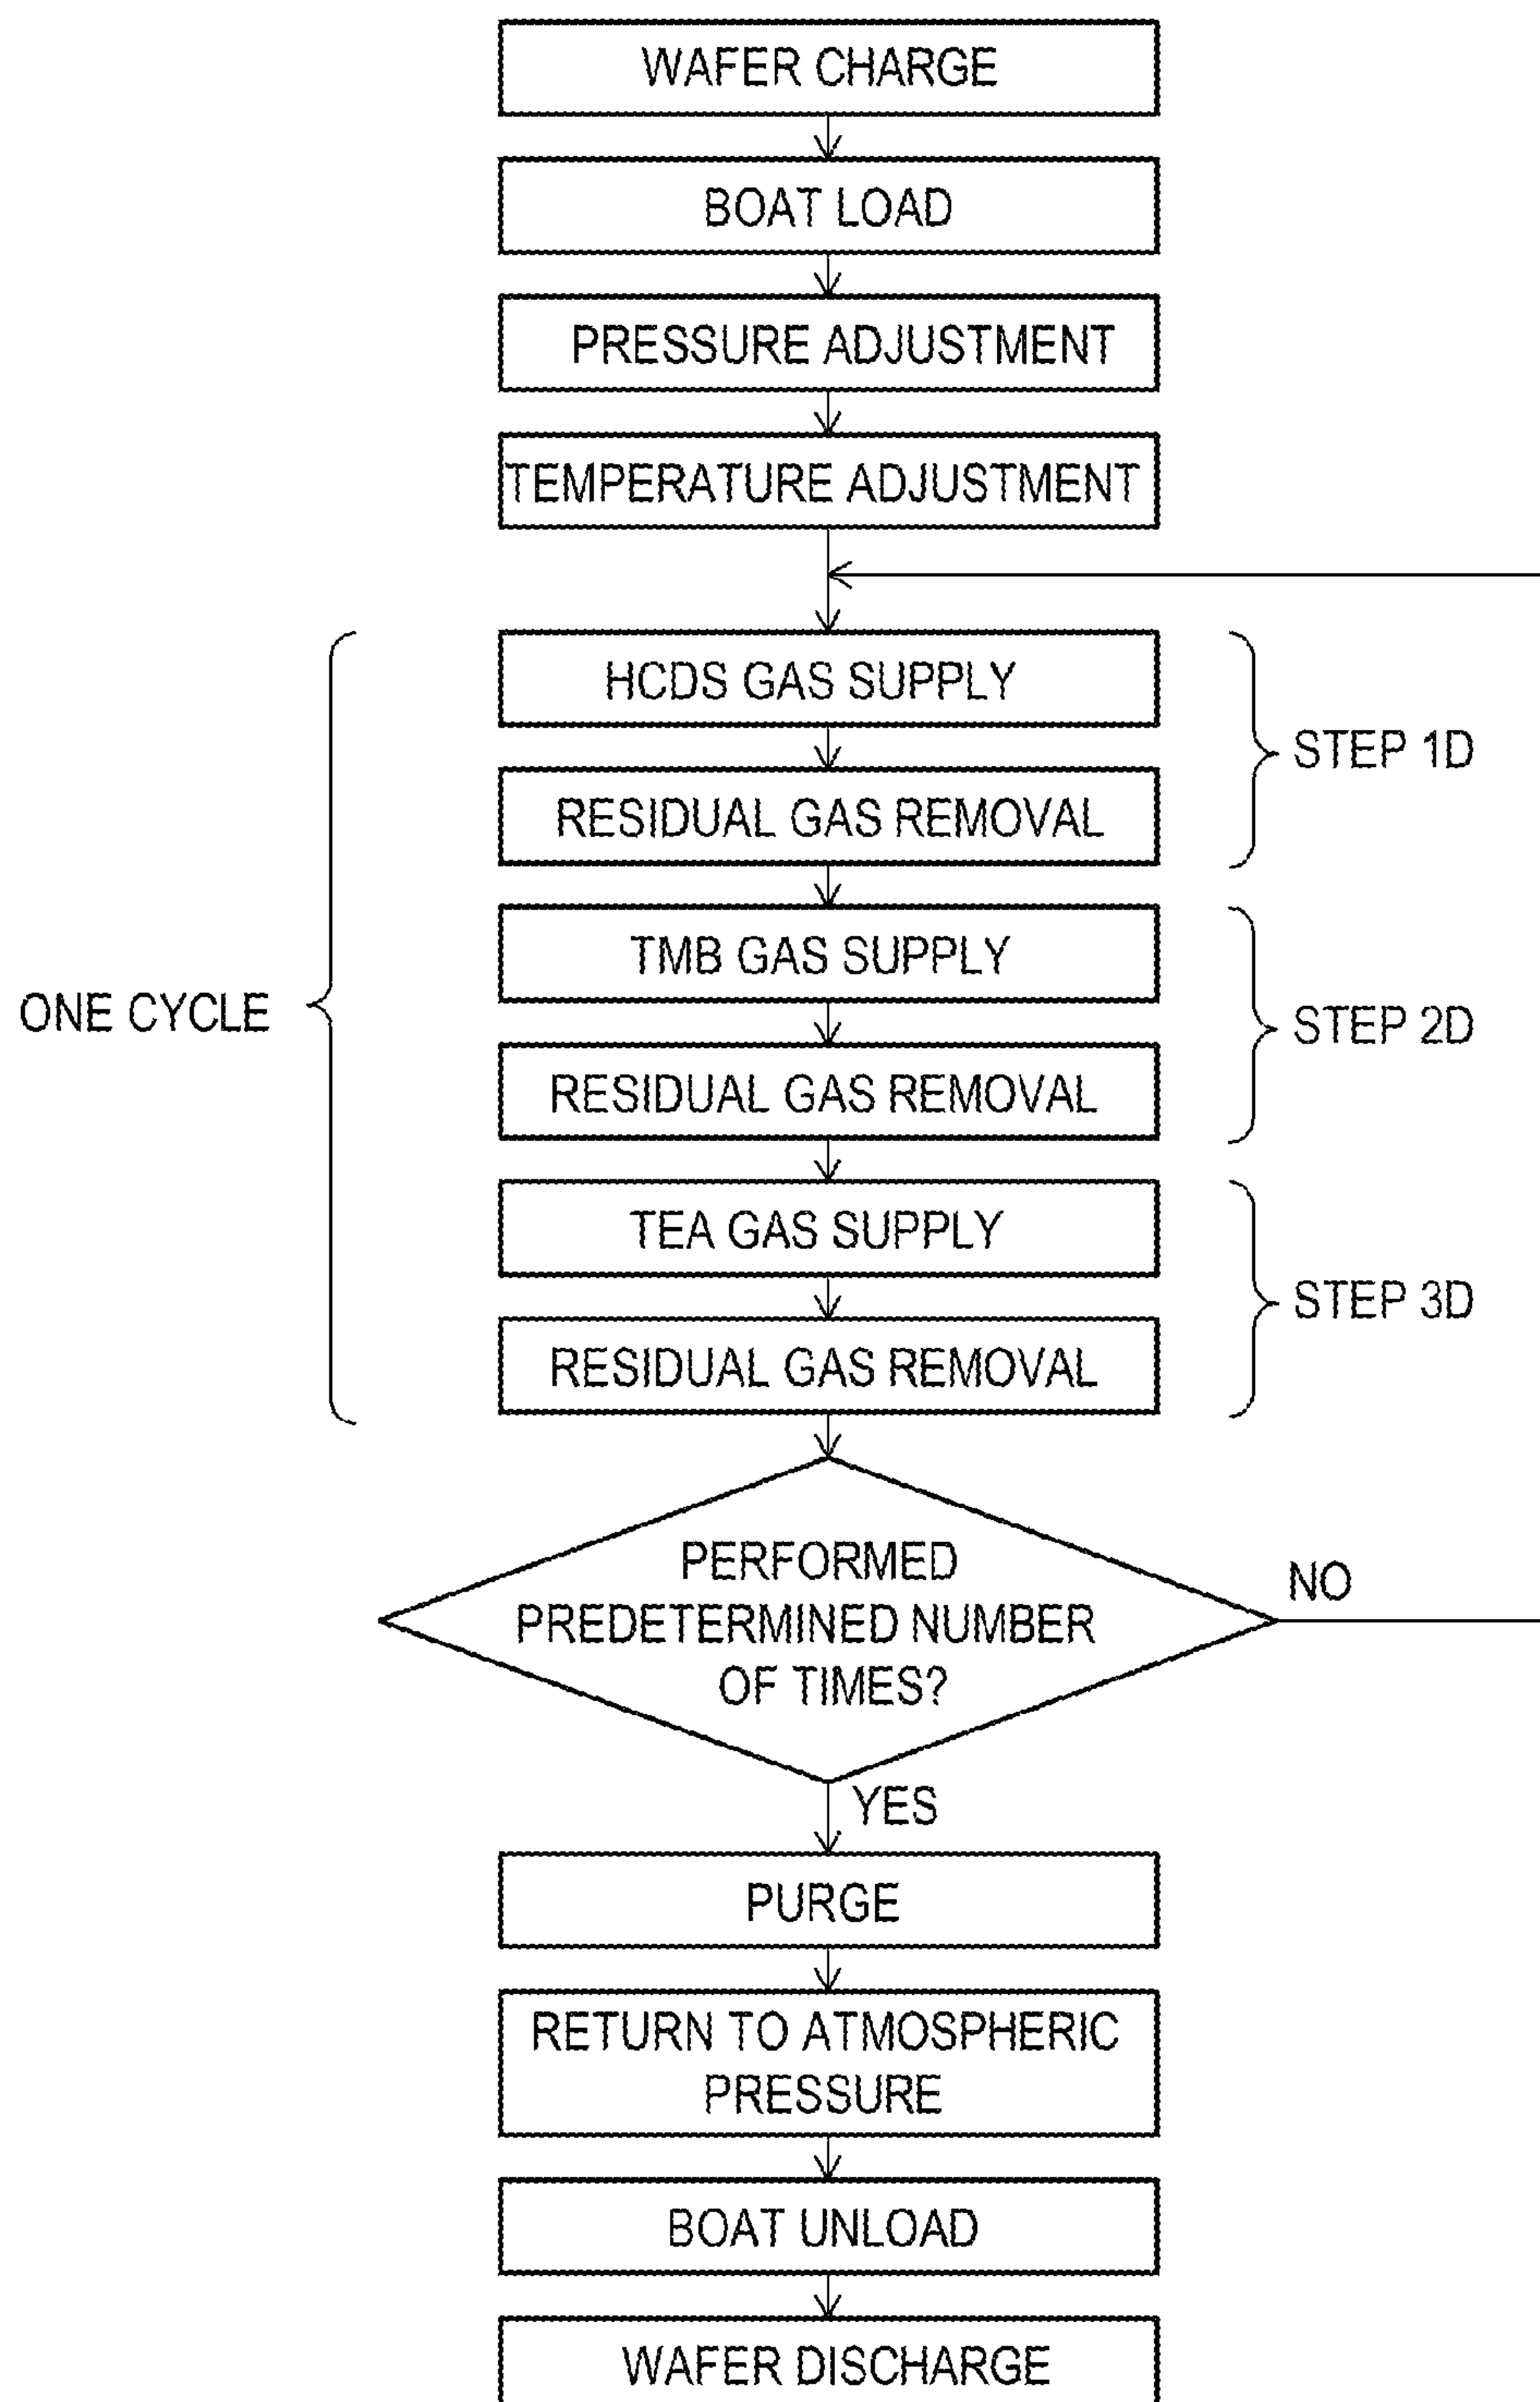 WAFER CHARGE
BOAT LOAD
PRESSURE ADJUSTMENT
TEMPERATURE ADJUSTMENT
HCDS GAS SUPPLY
STEP 1D
RESIDUAL GAS REMOVAL
TMB GAS SUPPLY
ONE CYCLE
STEP 2D
RESIDUAL GAS REMOVAL
TEA GAS SUPPLY
STEP 3D
RESIDUAL GAS REMOVAL
PERFORMED
PREDETERMINED NUMBER
OF TIMES?
NO
YES
PURGE
RETURN TO ATMOSPHERIC
PRESSURE
BOAT UNLOAD
WAFER DISCHARGE